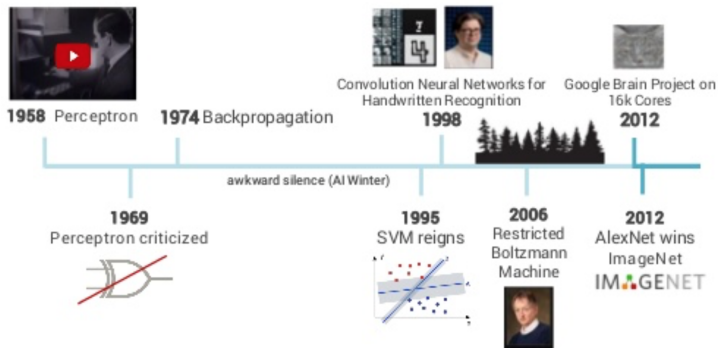 Convolution Neural Networks for
Handwritten Recognition
1998
Google Brain Project on
16k Cores
2012
1958 Perceptron
1974 Backpropagation
awkward silence (AI Winter)
1969
Perceptron criticized
1995
SVM reigns
2006
Restricted
Boltzmann
Machine
2012
AlexNet wins
ImageNet
IMAGENET
4